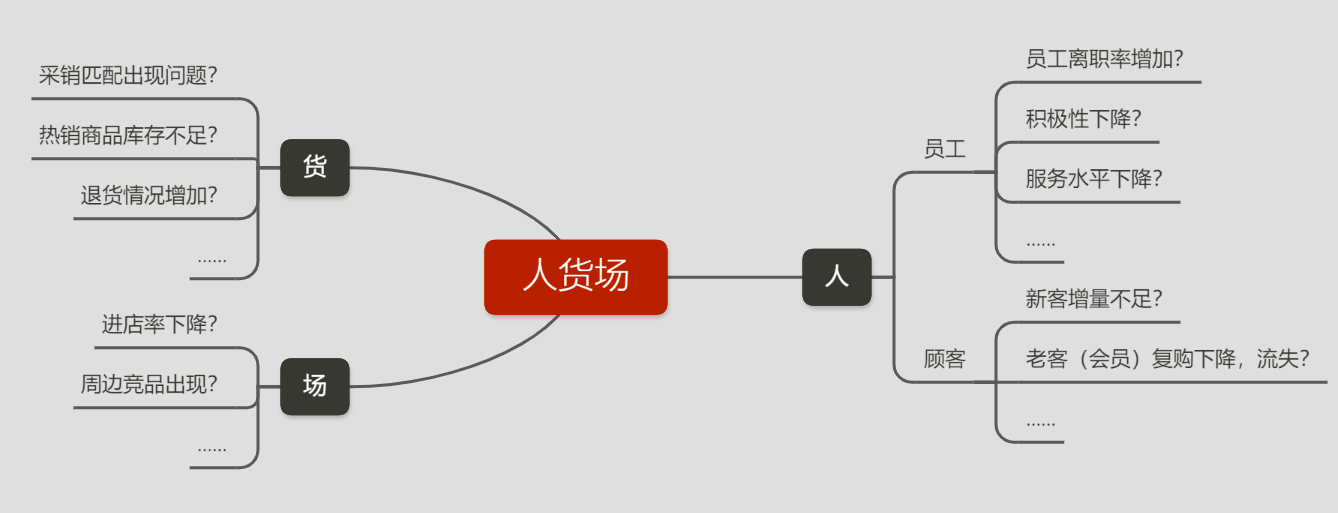 人货场
货
采销匹配出现问题?
热销商品库存不足?
退货情况增加?
……
场
进店率下降?
周边竞品出现?
……
人
员工
员工离职率增加?
积极性下降?
服务水平下降?
……
顾客
新客增量不足?
老客（会员）复购下降，流失?
……